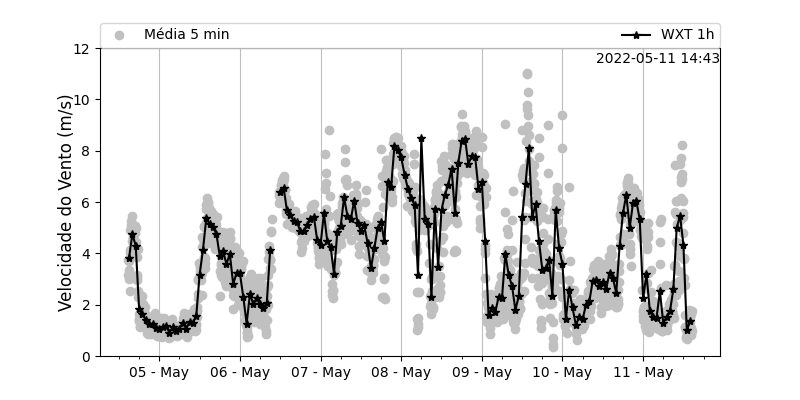 Média 5 min
WXT 1h
2022-05-11 14:43
Velocidade do Vento (m/s)
12
10
8
6
4
2
0
05 - May
06 - May
07 - May
08 - May
09 - May
10 - May
11 - May